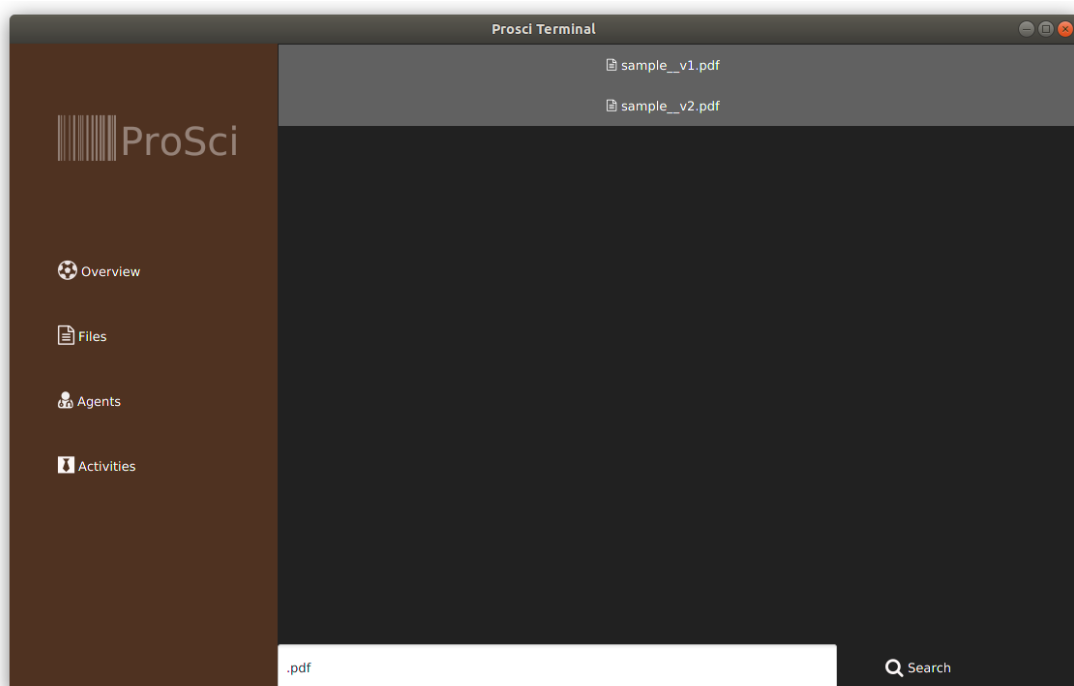 Prosci Terminal
ProSci
Overview
Files
Agents
Activities
sample__v1.pdf
sample__v2.pdf
.pdf
Search